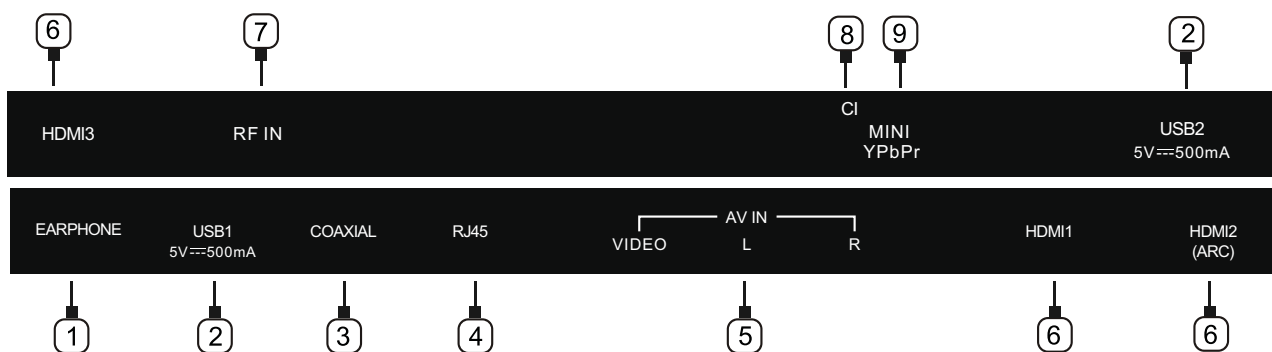 6 7 8 9 2
CI
HDMI3 RF IN MINI USB2
YPbPr 5V⎓500mA
AV IN
EARPHONE USB1 COAXIAL RJ45 VIDEO L R HDMI1 HDMI2
5V⎓500mA (ARC)
1 2 3 4 5 6 6